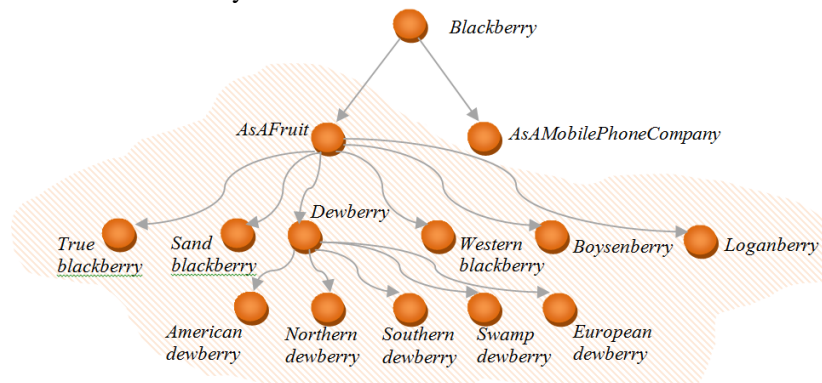 Blackberry
AsAFruit
AsAMobilePhoneCompany
Dewberry
True
blackberry
Sand
blackberry
Western
blackberry
Boysenberry
Loganberry
American
dewberry
Northern
dewberry
Southern
dewberry
Swamp
dewberry
European
dewberry